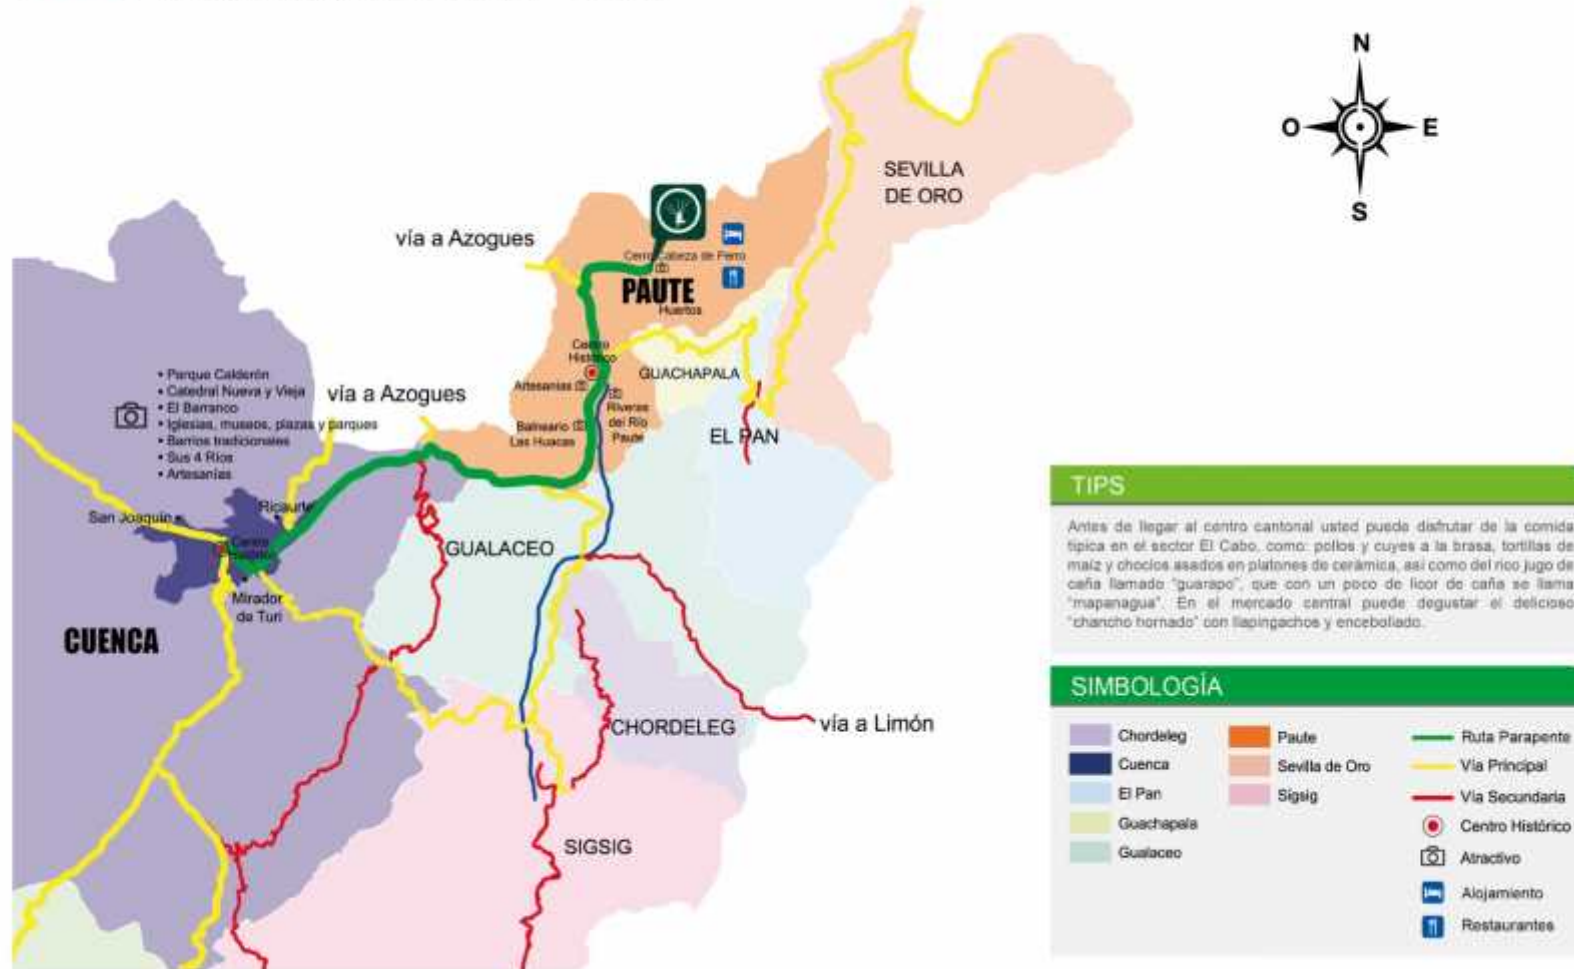 N
O
E
S
SEVILLA
DE ORO
vía a Azogues
Cerro Cabeza de Perro
PAUTE
Huertos
Centro
Histórico
GUACHAPALA
Artesanías
Riveras
del Río
Paute
Balneario
Las Huacas
EL PAN
• Parque Calderón
• Catedral Nueva y Vieja
• El Barranco
• Iglesias, museos, plazas y parques
• Barrios tradicionales
• Sus 4 Ríos
• Artesanías
vía a Azogues
San Joaquín
Ricaurte
Centro
Histórico
Mirador
de Turi
CUENCA
GUALACEO
CHORDELEG
vía a Limón
SIGSIG
TIPS
Antes de llegar al centro cantonal usted puede disfrutar de la comida
típica en el sector El Cabo, como: pollos y cuyes a la brasa, tortillas de
maíz y choclos asados en platones de cerámica, así como del rico jugo de
caña llamado "guarapo", que con un poco de licor de caña se llama
"mapanagua". En el mercado central puede degustar el delicioso
"chancho hornado" con llapingachos y encebollado.
SIMBOLOGÍA
Chordeleg
Cuenca
El Pan
Guachapala
Gualaceo
Paute
Sevilla de Oro
Sigsig
Ruta Parapente
Vía Principal
Vía Secundaria
Centro Histórico
Atractivo
Alojamiento
Restaurantes